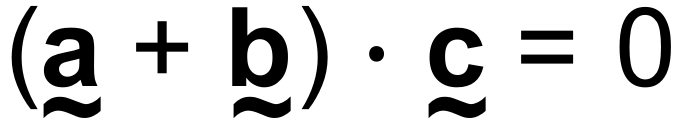 (a̰ + b̰) · c̰ = 0